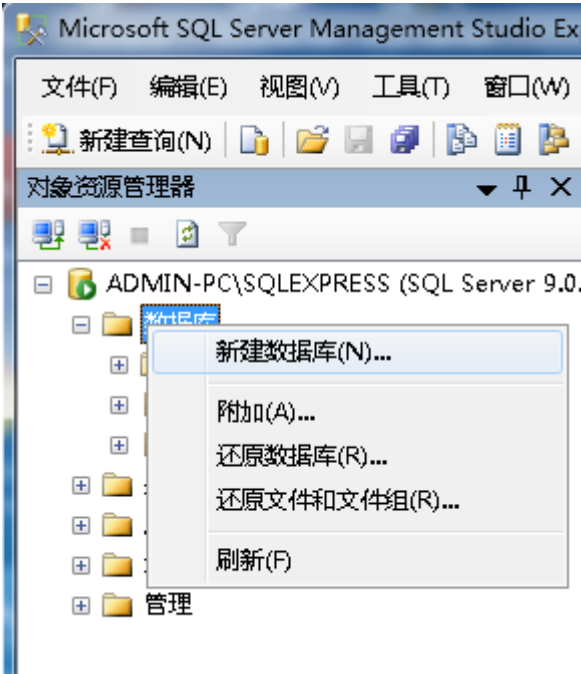 Microsoft SQL Server Management Studio Ex
文件(F) 编辑(E) 视图(V) 工具(T) 窗口(W)
新建查询(N)
对象资源管理器
ADMIN-PC\SQLEXPRESS (SQL Server 9.0.
数据库
新建数据库(N)...
附加(A)...
还原数据库(R)...
还原文件和文件组(R)...
刷新(F)
管理